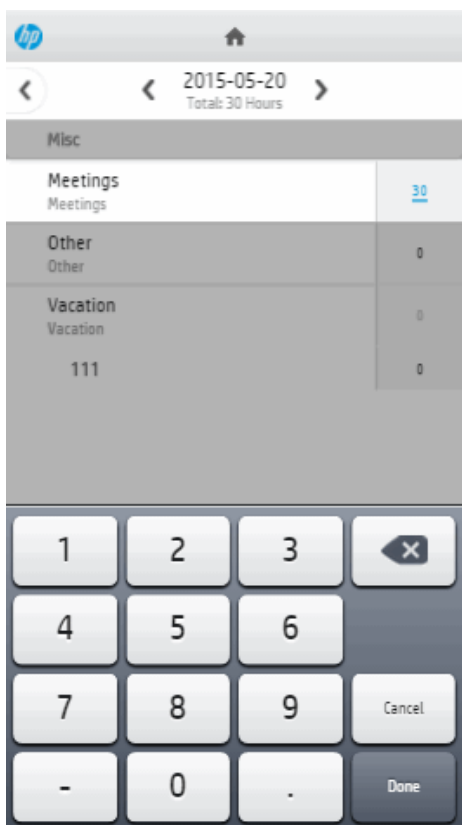 hp
2015-05-20
Total: 30 Hours
Misc
Meetings
Meetings
30
Other
Other
0
Vacation
Vacation
0
111
0
1 2 3
4 5 6
7 8 9 Cancel
- 0 . Done